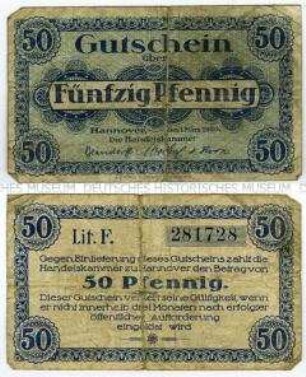 50 Gutschein 50
über
Fünfzig Pfennig
Hannover, den
Die Handelskammer
50 50
DEUTSCHES HISTORISCHES MUSEUM
50 50
Lit. F. 281728
Gegen Einlieferung dieses Gutscheins zahlt die
Handelskammer zu Hannover den Betrag von
50 Pfennig.
Dieser Gutschein verliert seine Gültigkeit, wenn
er nicht innerhalb drei Monaten nach erfolgter
öffentlicher Aufforderung
eingelöst wird
50 50